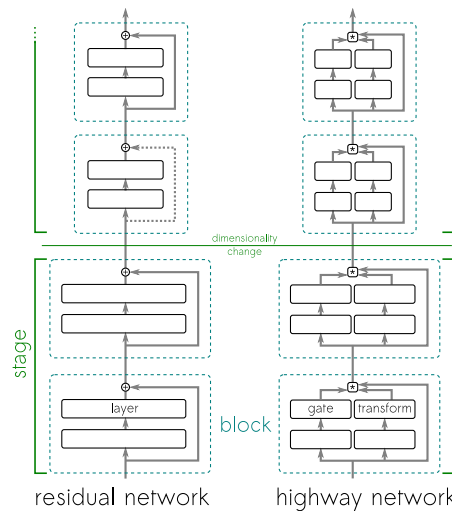 dimensionality
change
stage
layer
gate
transform
block
residual network
highway network